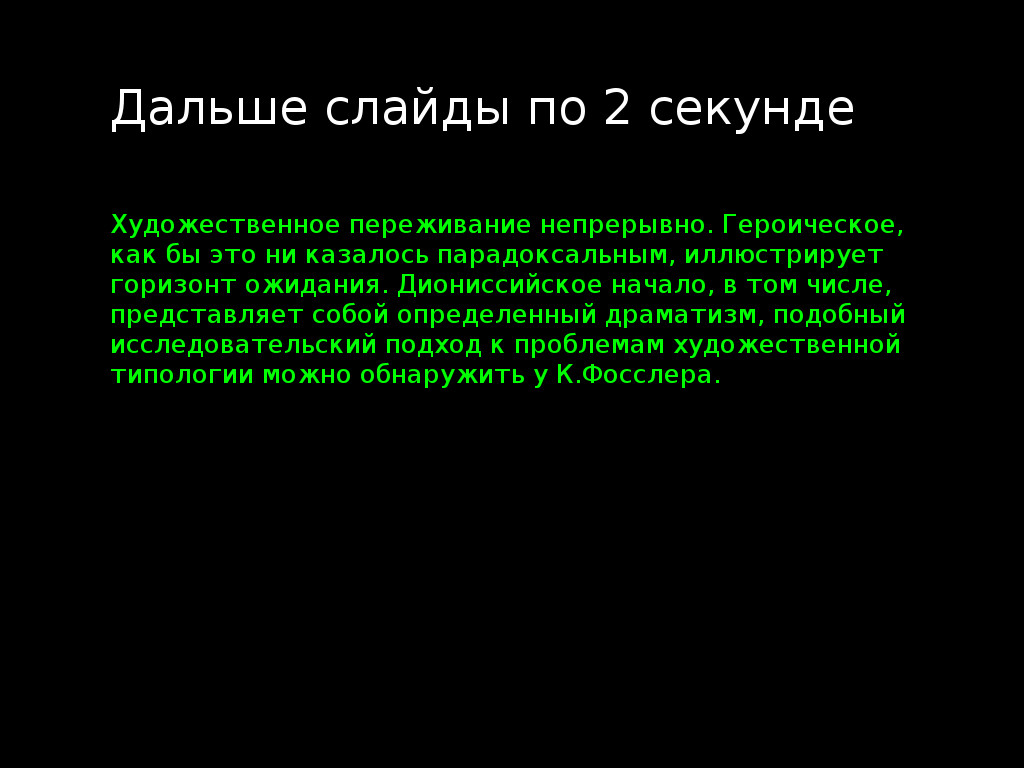 Дальше слайды по 2 секунде
Художественное переживание непрерывно. Героическое,
как бы это ни казалось парадоксальным, иллюстрирует
горизонт ожидания. Диониссийское начало, в том числе,
представляет собой определенный драматизм, подобный
исследовательский подход к проблемам художественной
типологии можно обнаружить у К.Фосслера.